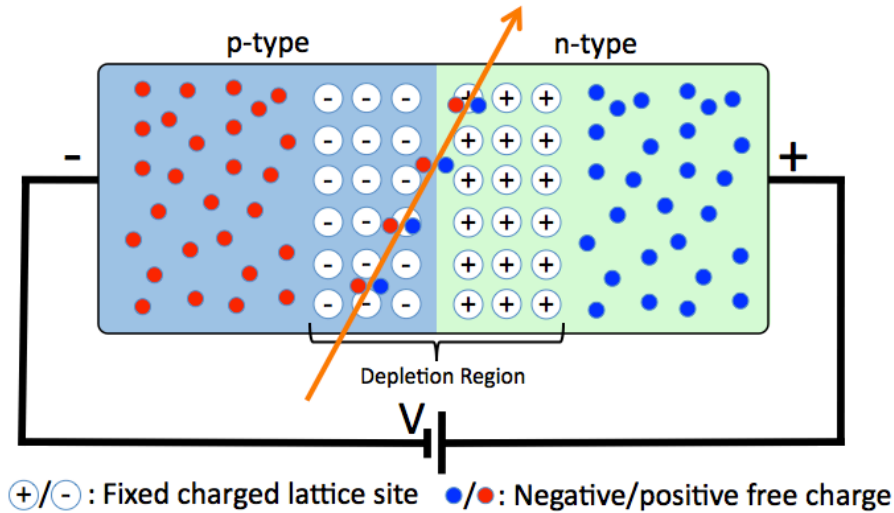 p-type n-type
- +
- - - + + +
- - - + + +
- - - + + +
- - - + + +
- - - + + +
- - - + + +
Depletion Region
V
+/- : Fixed charged lattice site / : Negative/positive free charge